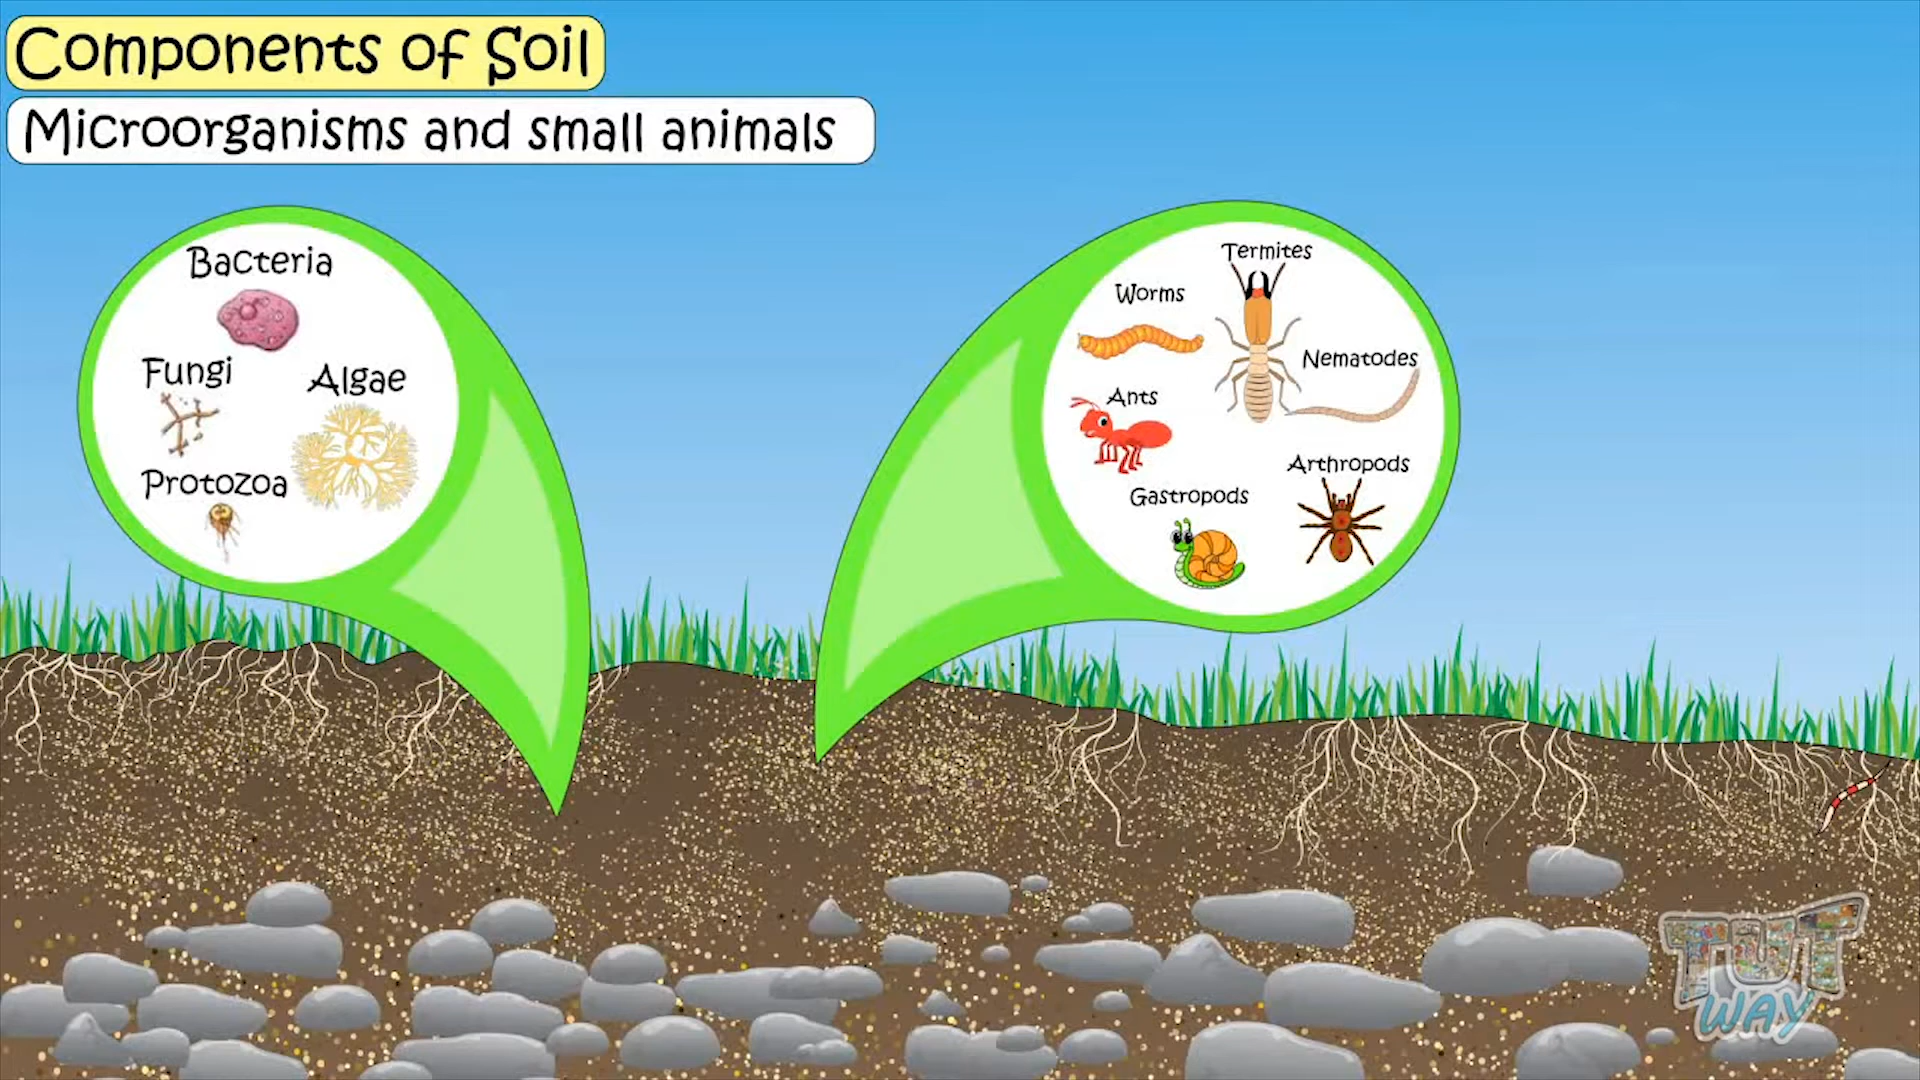 Components of Soil
Microorganisms and small animals
Bacteria
Fungi
Algae
Protozoa
Termites
Worms
Nematodes
Ants
Arthropods
Gastropods
TUT
WAY